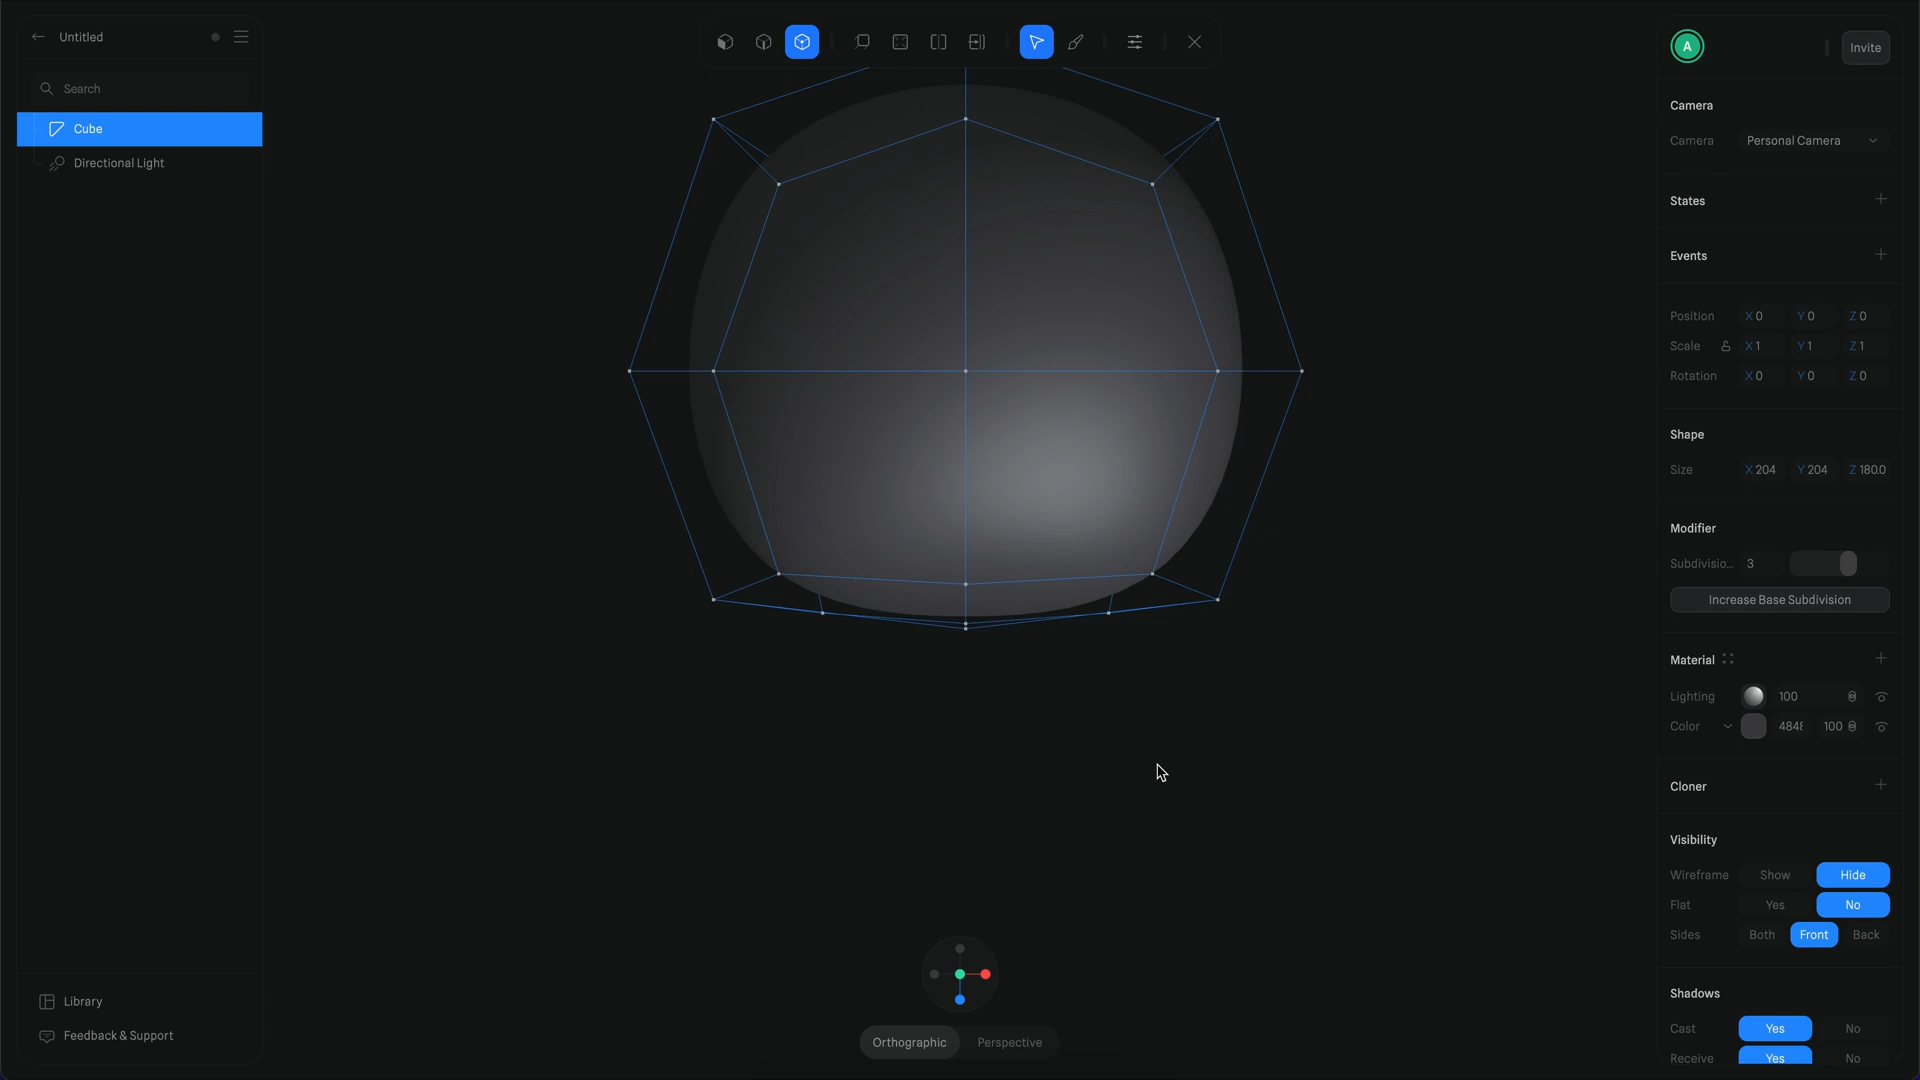 Untitled
Search
Cube
Directional Light
Library
Feedback & Support
Orthographic Perspective
A
Invite
Camera
Camera Personal Camera
States
Events
Position X 0 Y 0 Z 0
Scale X 1 Y 1 Z 1
Rotation X 0 Y 0 Z 0
Shape
Size X 204 Y 204 Z 180.0
Modifier
Subdivisio... 3
Increase Base Subdivision
Material
Lighting 100
Color 484 100
Cloner
Visibility
Wireframe Show Hide
Flat Yes No
Sides Both Front Back
Shadows
Cast Yes No
Receive Yes No